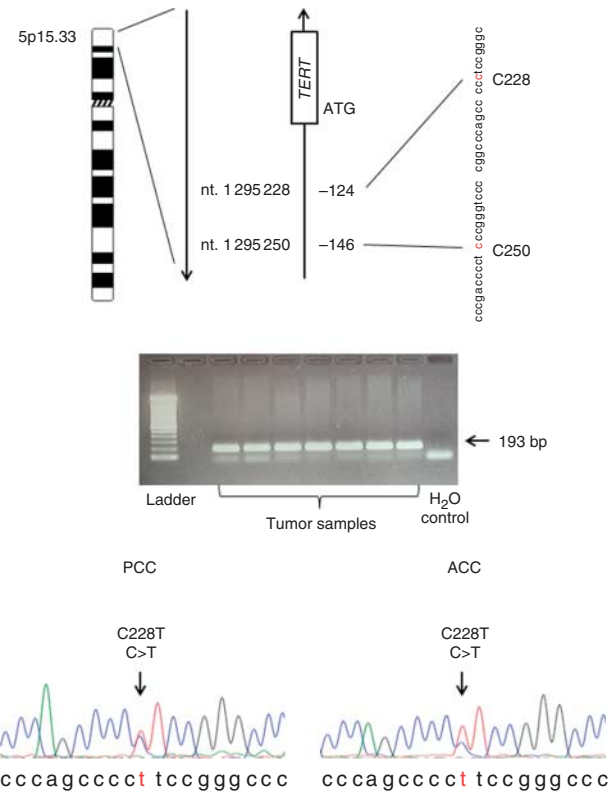 5p15.33
TERT
ATG
nt. 1 295 228
–124
nt. 1 295 250
–146
cccgacccct c ccgggtccc cggcccagcc ccctccgggc
C228
C250
193 bp
Ladder
Tumor samples
H2O
control
PCC
ACC
C228T
C>T
C228T
C>T
cccagcccct tccgggccc
cccagcccct tccgggccc